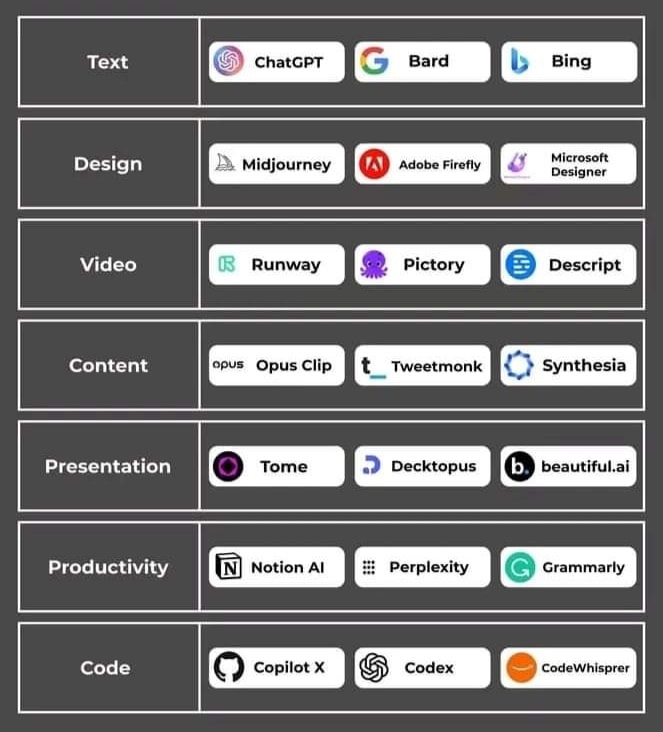 Text
ChatGPT
Bard
Bing
Design
Midjourney
Adobe Firefly
Microsoft
Designer
Video
Runway
Pictory
Descript
Content
opus
Opus Clip
t_
Tweetmonk
Synthesia
Presentation
Tome
Decktopus
b.
beautiful.ai
Productivity
N
Notion AI
Perplexity
G
Grammarly
Code
Copilot X
Codex
CodeWhisprer